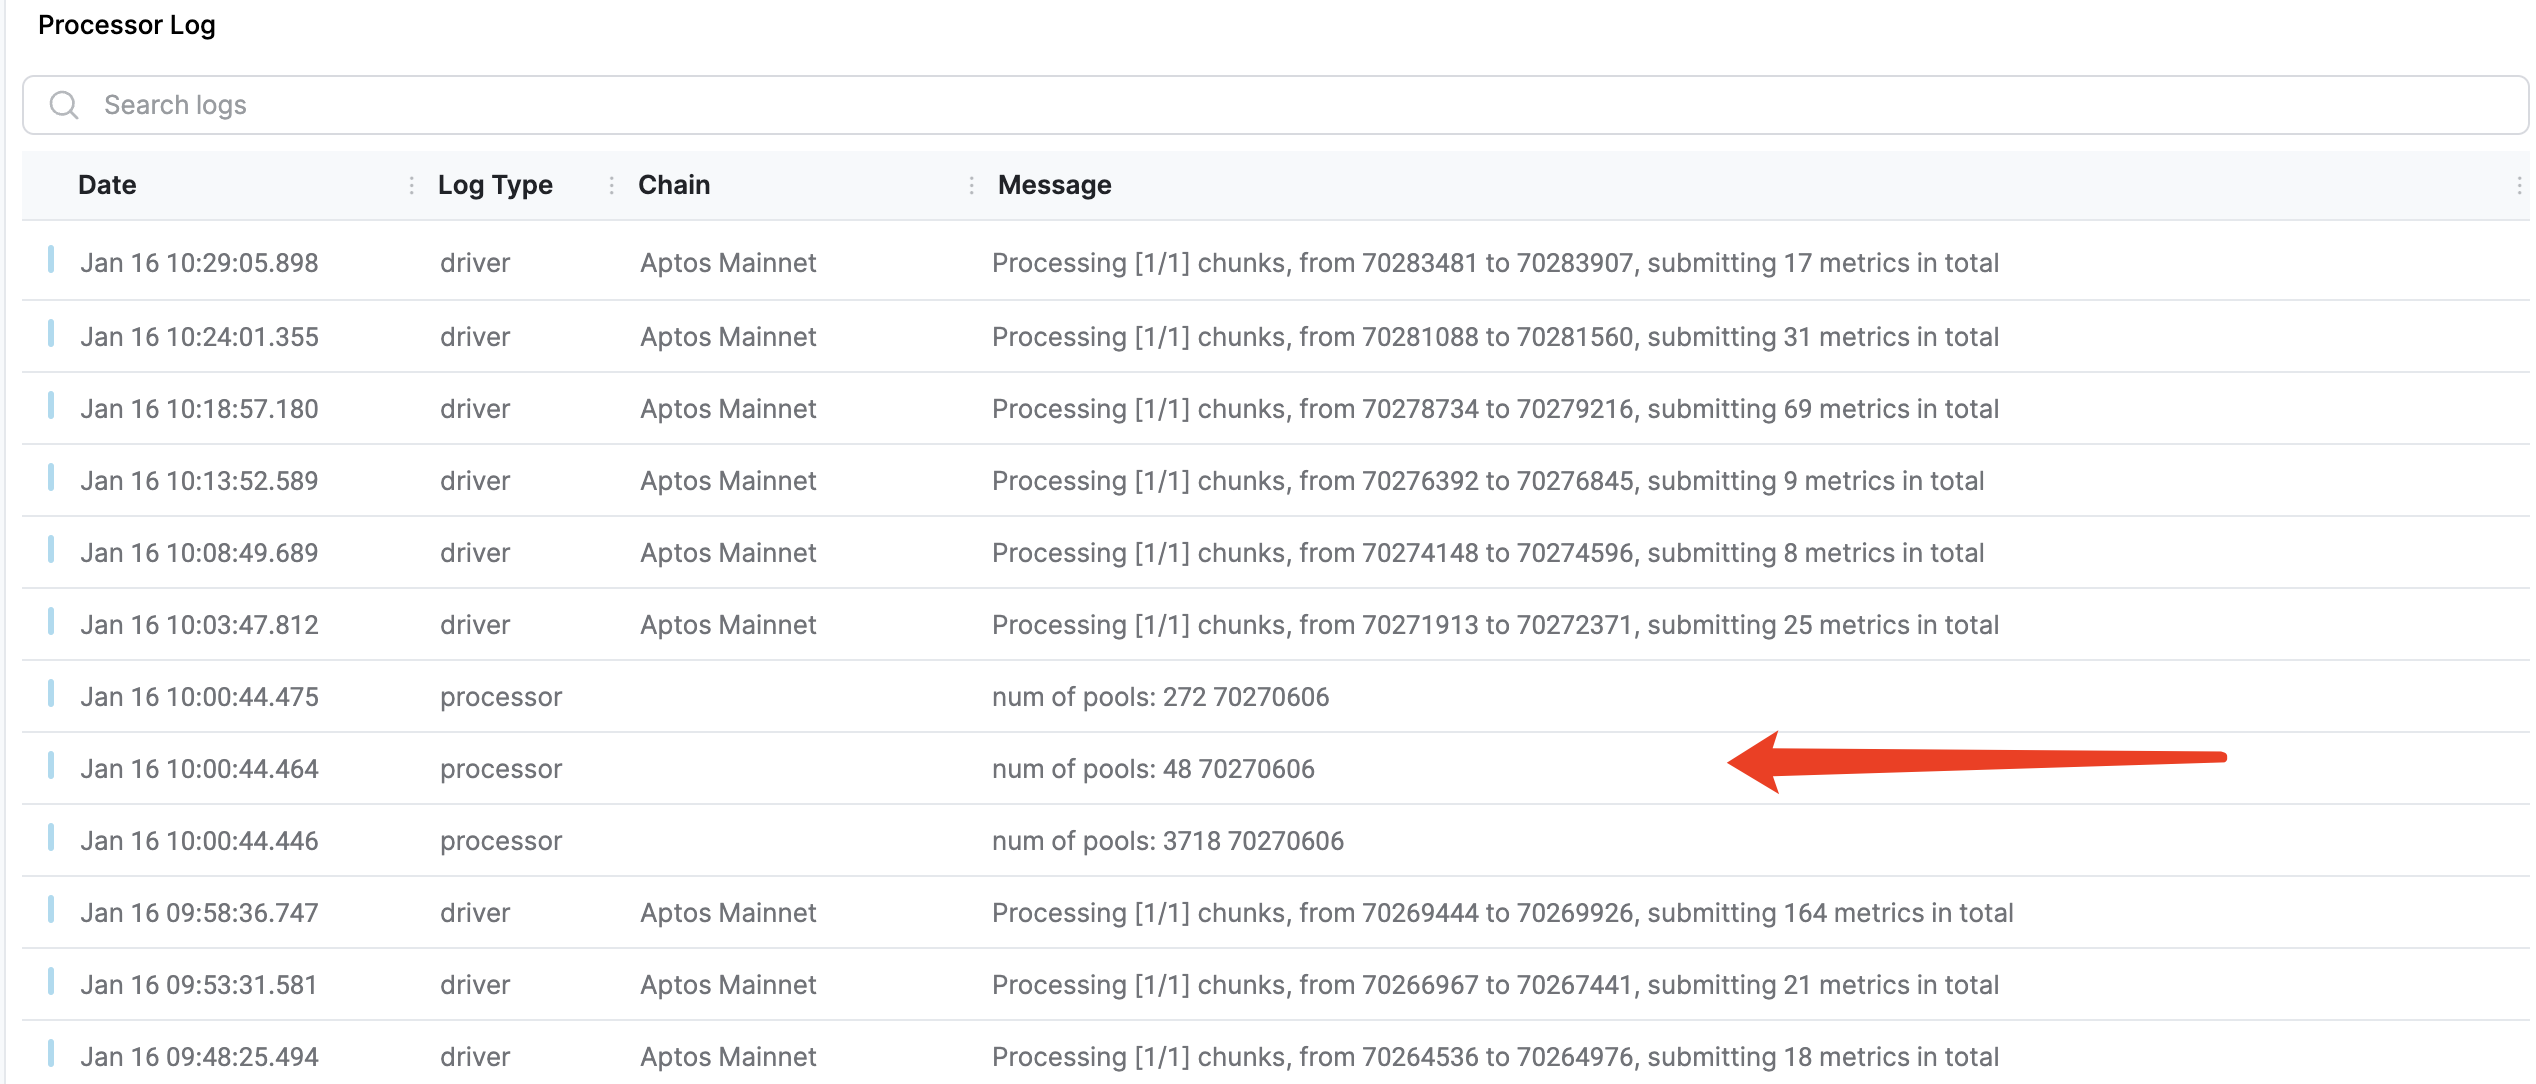 Processor Log
Search logs
Date Log Type Chain Message
Jan 16 10:29:05.898 driver Aptos Mainnet Processing [1/1] chunks, from 70283481 to 70283907, submitting 17 metrics in total
Jan 16 10:24:01.355 driver Aptos Mainnet Processing [1/1] chunks, from 70281088 to 70281560, submitting 31 metrics in total
Jan 16 10:18:57.180 driver Aptos Mainnet Processing [1/1] chunks, from 70278734 to 70279216, submitting 69 metrics in total
Jan 16 10:13:52.589 driver Aptos Mainnet Processing [1/1] chunks, from 70276392 to 70276845, submitting 9 metrics in total
Jan 16 10:08:49.689 driver Aptos Mainnet Processing [1/1] chunks, from 70274148 to 70274596, submitting 8 metrics in total
Jan 16 10:03:47.812 driver Aptos Mainnet Processing [1/1] chunks, from 70271913 to 70272371, submitting 25 metrics in total
Jan 16 10:00:44.475 processor num of pools: 272 70270606
Jan 16 10:00:44.464 processor num of pools: 48 70270606
Jan 16 10:00:44.446 processor num of pools: 3718 70270606
Jan 16 09:58:36.747 driver Aptos Mainnet Processing [1/1] chunks, from 70269444 to 70269926, submitting 164 metrics in total
Jan 16 09:53:31.581 driver Aptos Mainnet Processing [1/1] chunks, from 70266967 to 70267441, submitting 21 metrics in total
Jan 16 09:48:25.494 driver Aptos Mainnet Processing [1/1] chunks, from 70264536 to 70264976, submitting 18 metrics in total